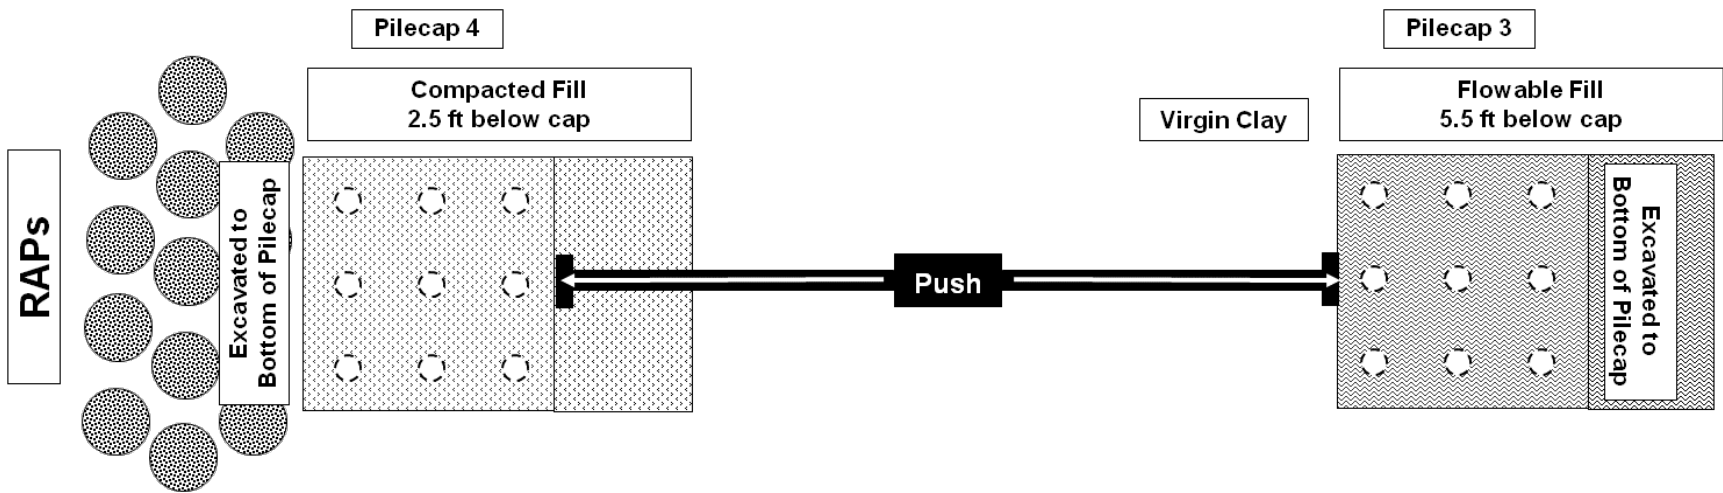 Pilecap 4
Pilecap 3
Compacted Fill
2.5 ft below cap
Virgin Clay
Flowable Fill
5.5 ft below cap
RAPs
Excavated to
Bottom of Pilecap
Push
Excavated to
Bottom of Pilecap